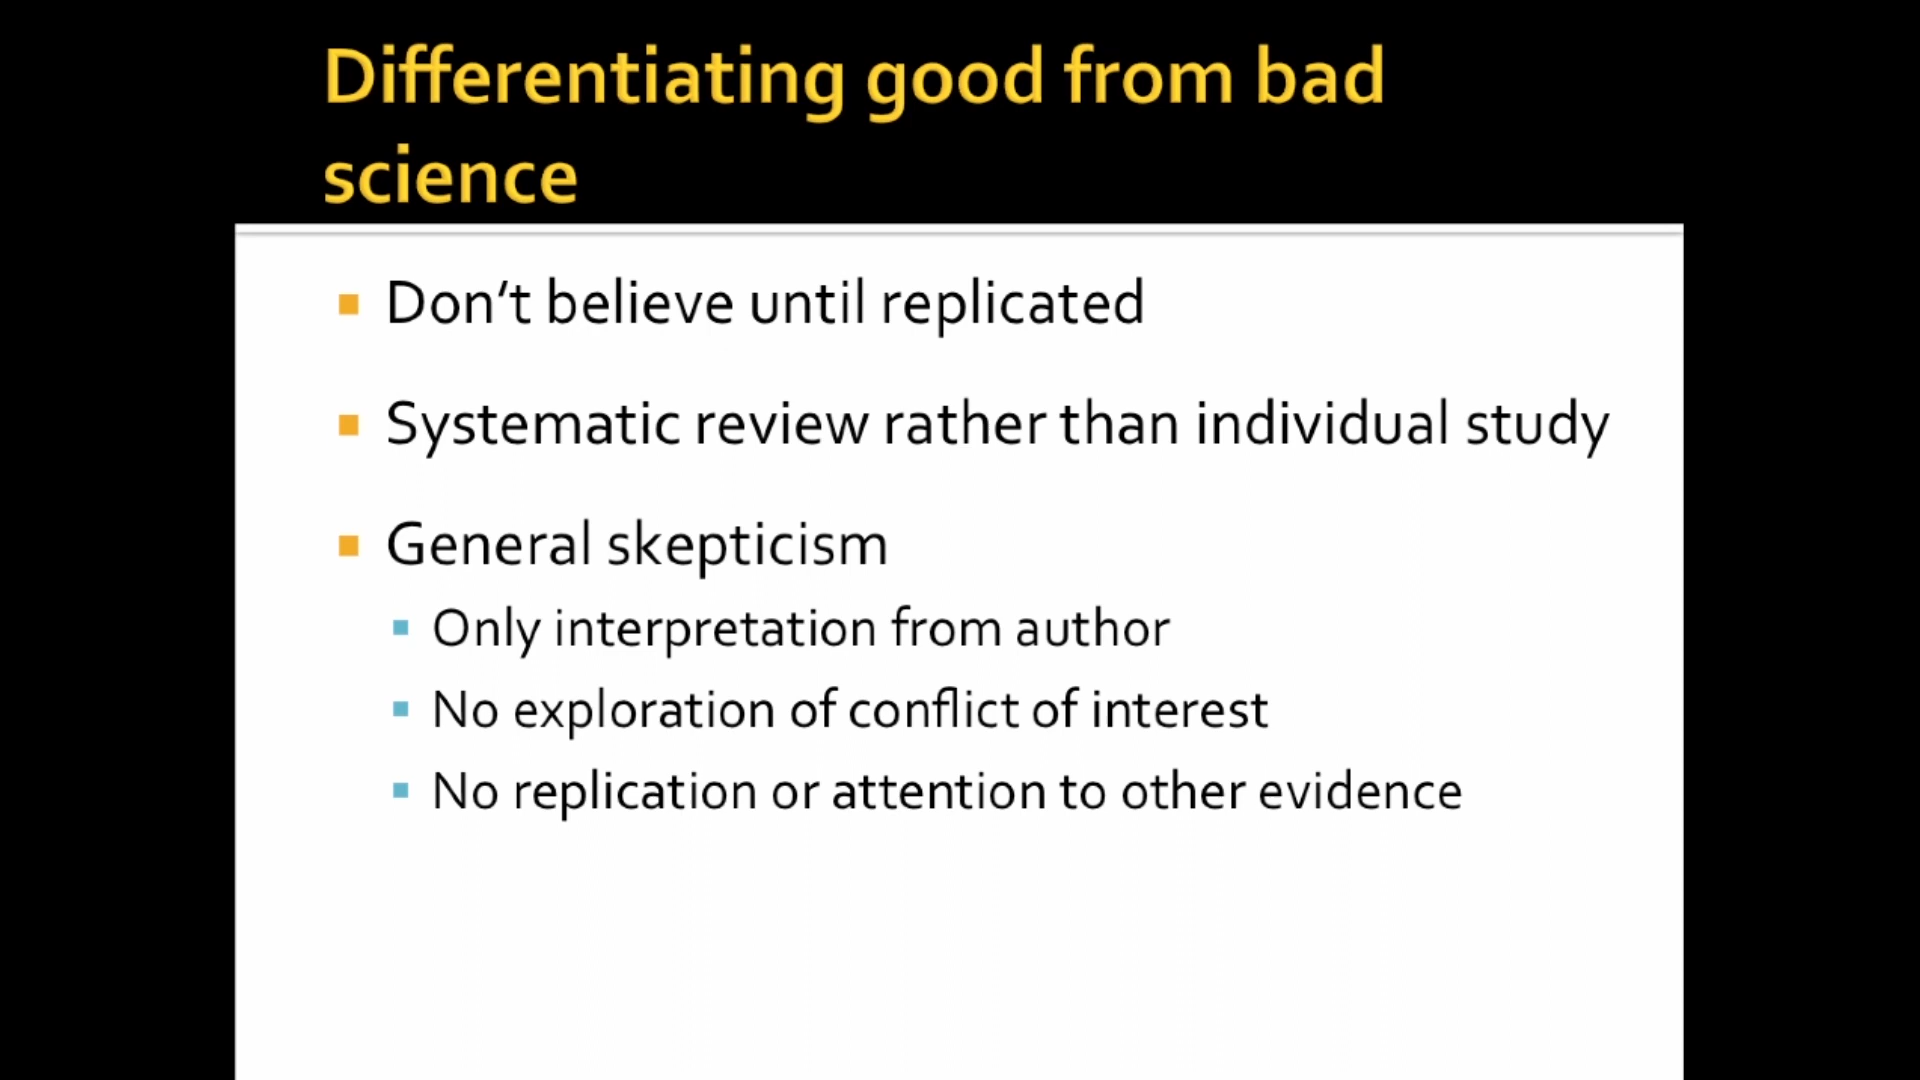 Differentiating good from bad
science
Don't believe until replicated
Systematic review rather than individual study
General skepticism
Only interpretation from author
No exploration of conflict of interest
No replication or attention to other evidence